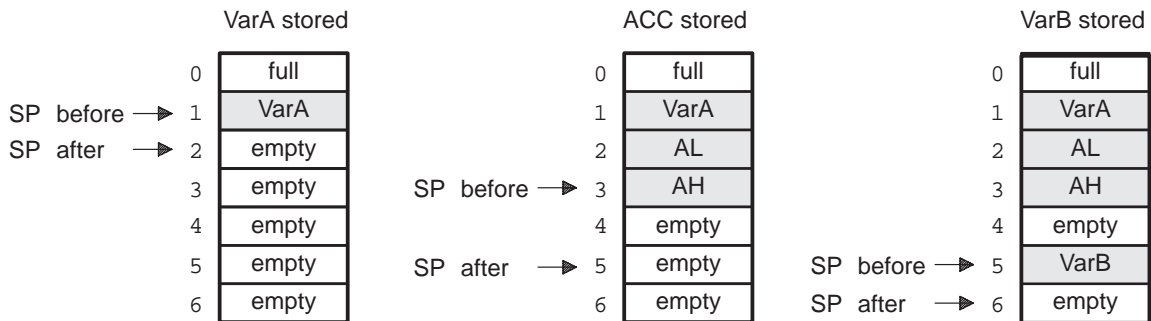 VarA stored ACC stored VarB stored
0 full 0 full 0 full
SP before 1 VarA 1 VarA 1 VarA
SP after 2 empty 2 AL 2 AL
3 empty SP before 3 AH 3 AH
4 empty 4 empty 4 empty
5 empty SP after 5 empty SP before 5 VarB
6 empty 6 empty SP after 6 empty